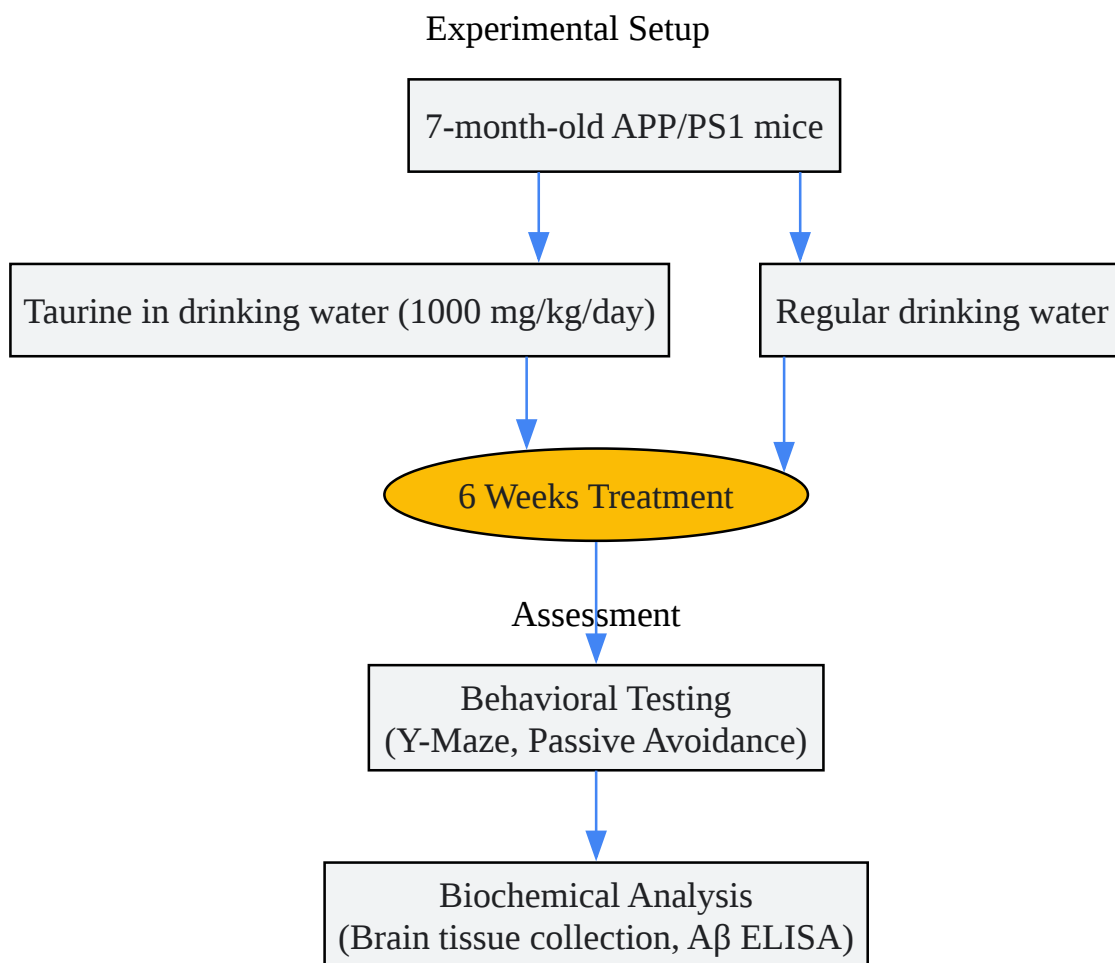 Experimental Setup
7-month-old APP/PS1 mice
Taurine in drinking water (1000 mg/kg/day)
Regular drinking water
6 Weeks Treatment
Assessment
Behavioral Testing
(Y-Maze, Passive Avoidance)
Biochemical Analysis
(Brain tissue collection, Aβ ELISA)